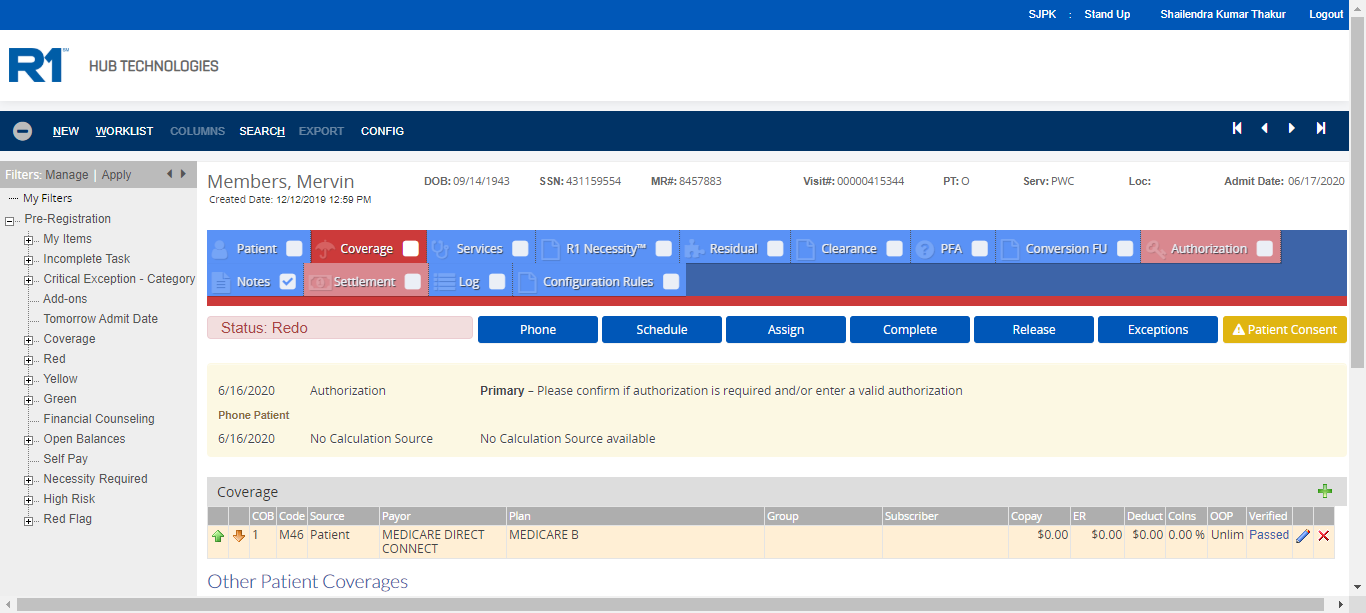 SJPK : Stand Up Shailendra Kumar Thakur Logout
R1 HUB TECHNOLOGIES
NEW WORKLIST COLUMNS SEARCH EXPORT CONFIG
Filters: Manage | Apply
My Filters
Pre-Registration
My Items
Incomplete Task
Critical Exception - Category
Add-ons
Tomorrow Admit Date
Coverage
Red
Yellow
Green
Financial Counseling
Open Balances
Self Pay
Necessity Required
High Risk
Red Flag
Members, Mervin DOB: 09/14/1943 SSN: 431159554 MR#: 8457883 Visit#: 00000415344 PT: O Serv: PWC Loc: Admit Date: 06/17/2020
Created Date: 12/12/2019 12:59 PM
Patient Coverage Services R1 Necessity™ Residual Clearance PFA Conversion FU Authorization
Notes Settlement Log Configuration Rules
Status: Redo Phone Schedule Assign Complete Release Exceptions Patient Consent
6/16/2020 Authorization Primary – Please confirm if authorization is required and/or enter a valid authorization
Phone Patient
6/16/2020 No Calculation Source No Calculation Source available
Coverage
COB Code Source Payor Plan Group Subscriber Copay ER Deduct CoIns OOP Verified
1 M46 Patient MEDICARE DIRECT MEDICARE B $0.00 $0.00 $0.00 0.00 % Unlim Passed
CONNECT
Other Patient Coverages